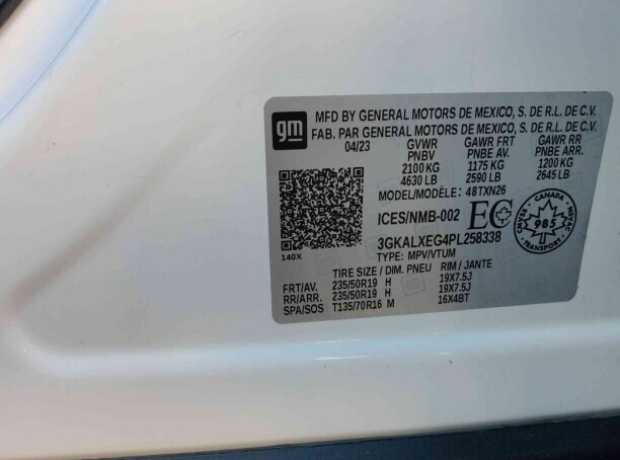 gm
MFD BY GENERAL MOTORS DE MEXICO, S. DE R.L. DE C.V.
FAB. PAR GENERAL MOTORS DE MEXICO, S. DE R.L. DE C.V.
04/23 GVWR GAWR FRT GAWR RR
PNBV PNBE AV. PNBE ARR.
2100 KG 1175 KG 1200 KG
4630 LB 2590 LB 2645 LB
MODEL/MODÈLE: 48TXN26
ICES/NMB-002 EC
CANADA
985
TRANSPORT
3GKALXEG4PL258338
TYPE: MPV/VTUM
140X
TIRE SIZE / DIM. PNEU RIM / JANTE
FRT/AV. 235/50R19 H 19X7.5J
RR/ARR. 235/50R19 H 19X7.5J
SPA/SOS T135/70R16 M 16X4BT